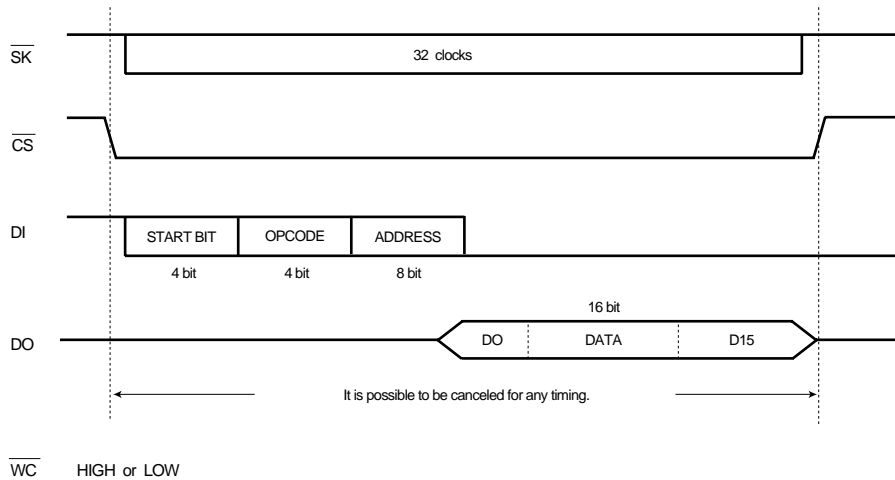 SK
32 clocks
CS
DI
START BIT OPCODE ADDRESS
4 bit 4 bit 8 bit
16 bit
DO
DO DATA D15
It is possible to be canceled for any timing.
WC HIGH or LOW